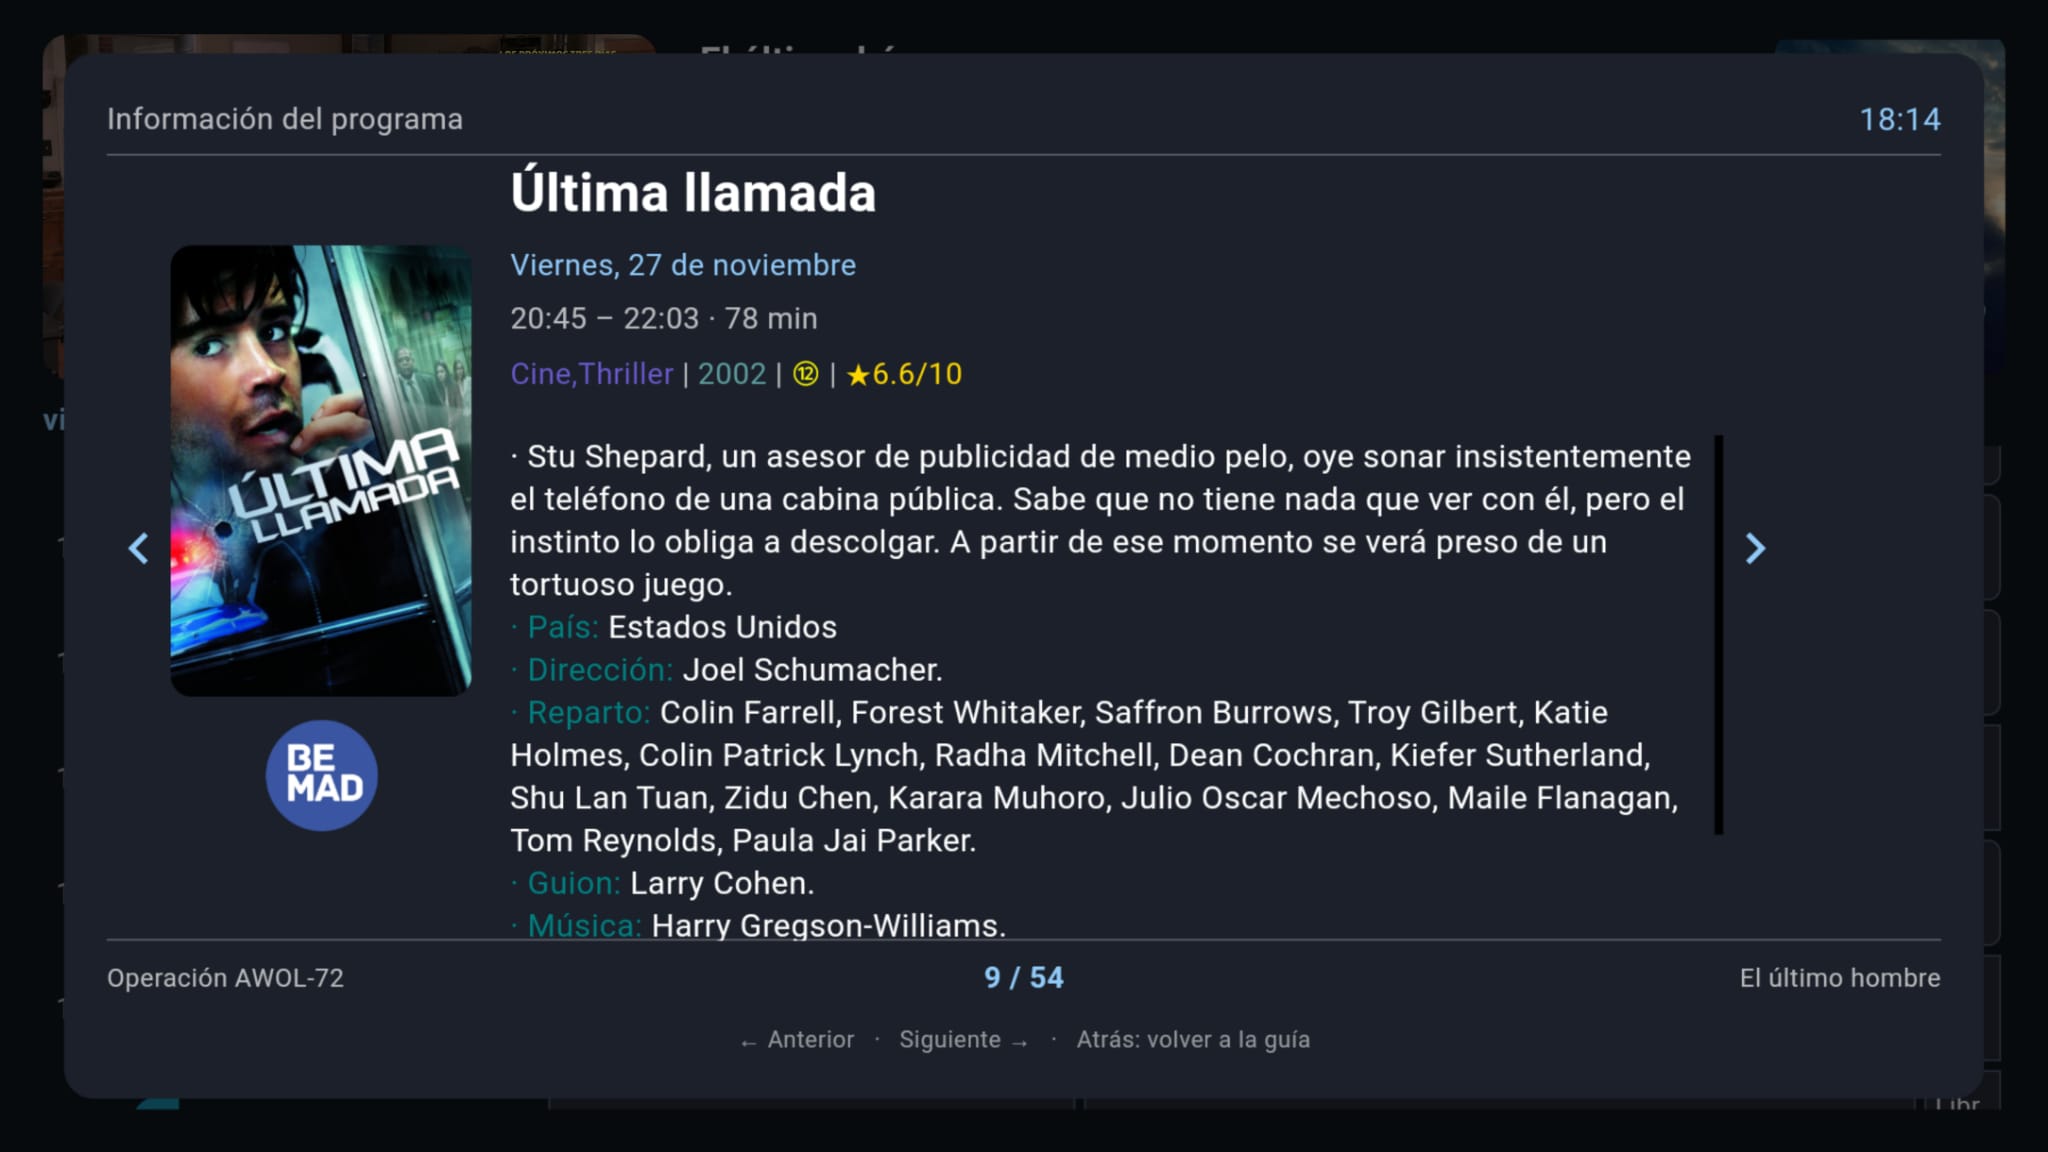 Información del programa
18:14
Última llamada
Viernes, 27 de noviembre
20:45 – 22:03 · 78 min
Cine,Thriller | 2002 | ⑫ | ★6.6/10
ÚLTIMA
LLAMADA
· Stu Shepard, un asesor de publicidad de medio pelo, oye sonar insistentemente
el teléfono de una cabina pública. Sabe que no tiene nada que ver con él, pero el
instinto lo obliga a descolgar. A partir de ese momento se verá preso de un
tortuoso juego.
· País: Estados Unidos
· Dirección: Joel Schumacher.
· Reparto: Colin Farrell, Forest Whitaker, Saffron Burrows, Troy Gilbert, Katie
Holmes, Colin Patrick Lynch, Radha Mitchell, Dean Cochran, Kiefer Sutherland,
Shu Lan Tuan, Zidu Chen, Karara Muhoro, Julio Oscar Mechoso, Maile Flanagan,
Tom Reynolds, Paula Jai Parker.
· Guion: Larry Cohen.
· Música: Harry Gregson-Williams.
BE
MAD
Operación AWOL-72
9 / 54
El último hombre
← Anterior · Siguiente → · Atrás: volver a la guía